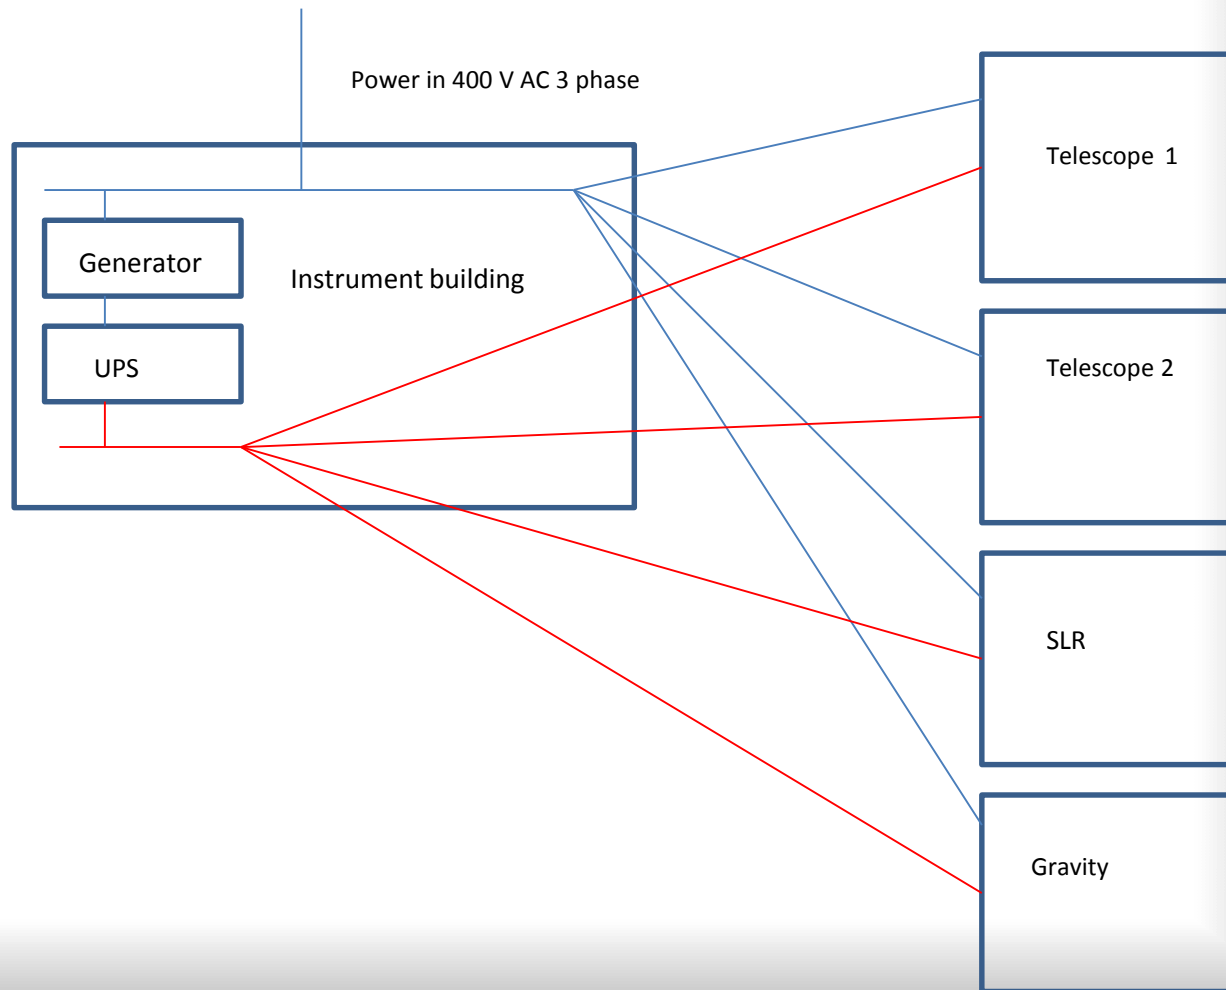 Power in 400 V AC 3 phase
Telescope 1
Generator
Instrument building
UPS
Telescope 2
SLR
Gravity